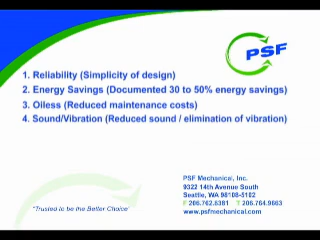 PSF
1. Reliability (Simplicity of design)
2. Energy Savings (Documented 30 to 50% energy savings)
3. Oiless (Reduced maintenance costs)
4. Sound/Vibration (Reduced sound / elimination of vibration)
PSF Mechanical, Inc.
9322 14th Avenue South
Seattle, WA 98108-5102
F 206.762.6381 T 206.764.9663
www.psfmechanical.com
"Trusted to be the Better Choice"